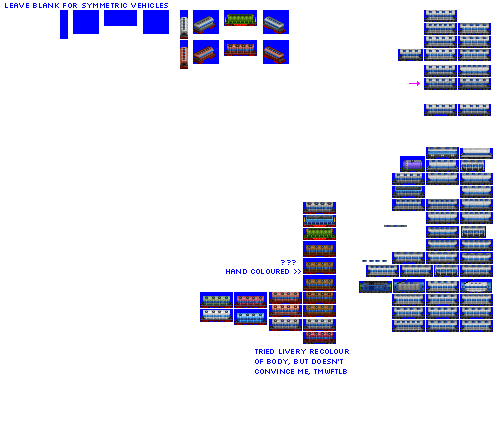 LEAVE BLANK FOR SYMMETRIC VEHICLES
???
HAND COLOURED >>
TRIED LIVERY RECOLOUR
OF BODY, BUT DOESN'T
CONVINCE ME, TMWFTLB